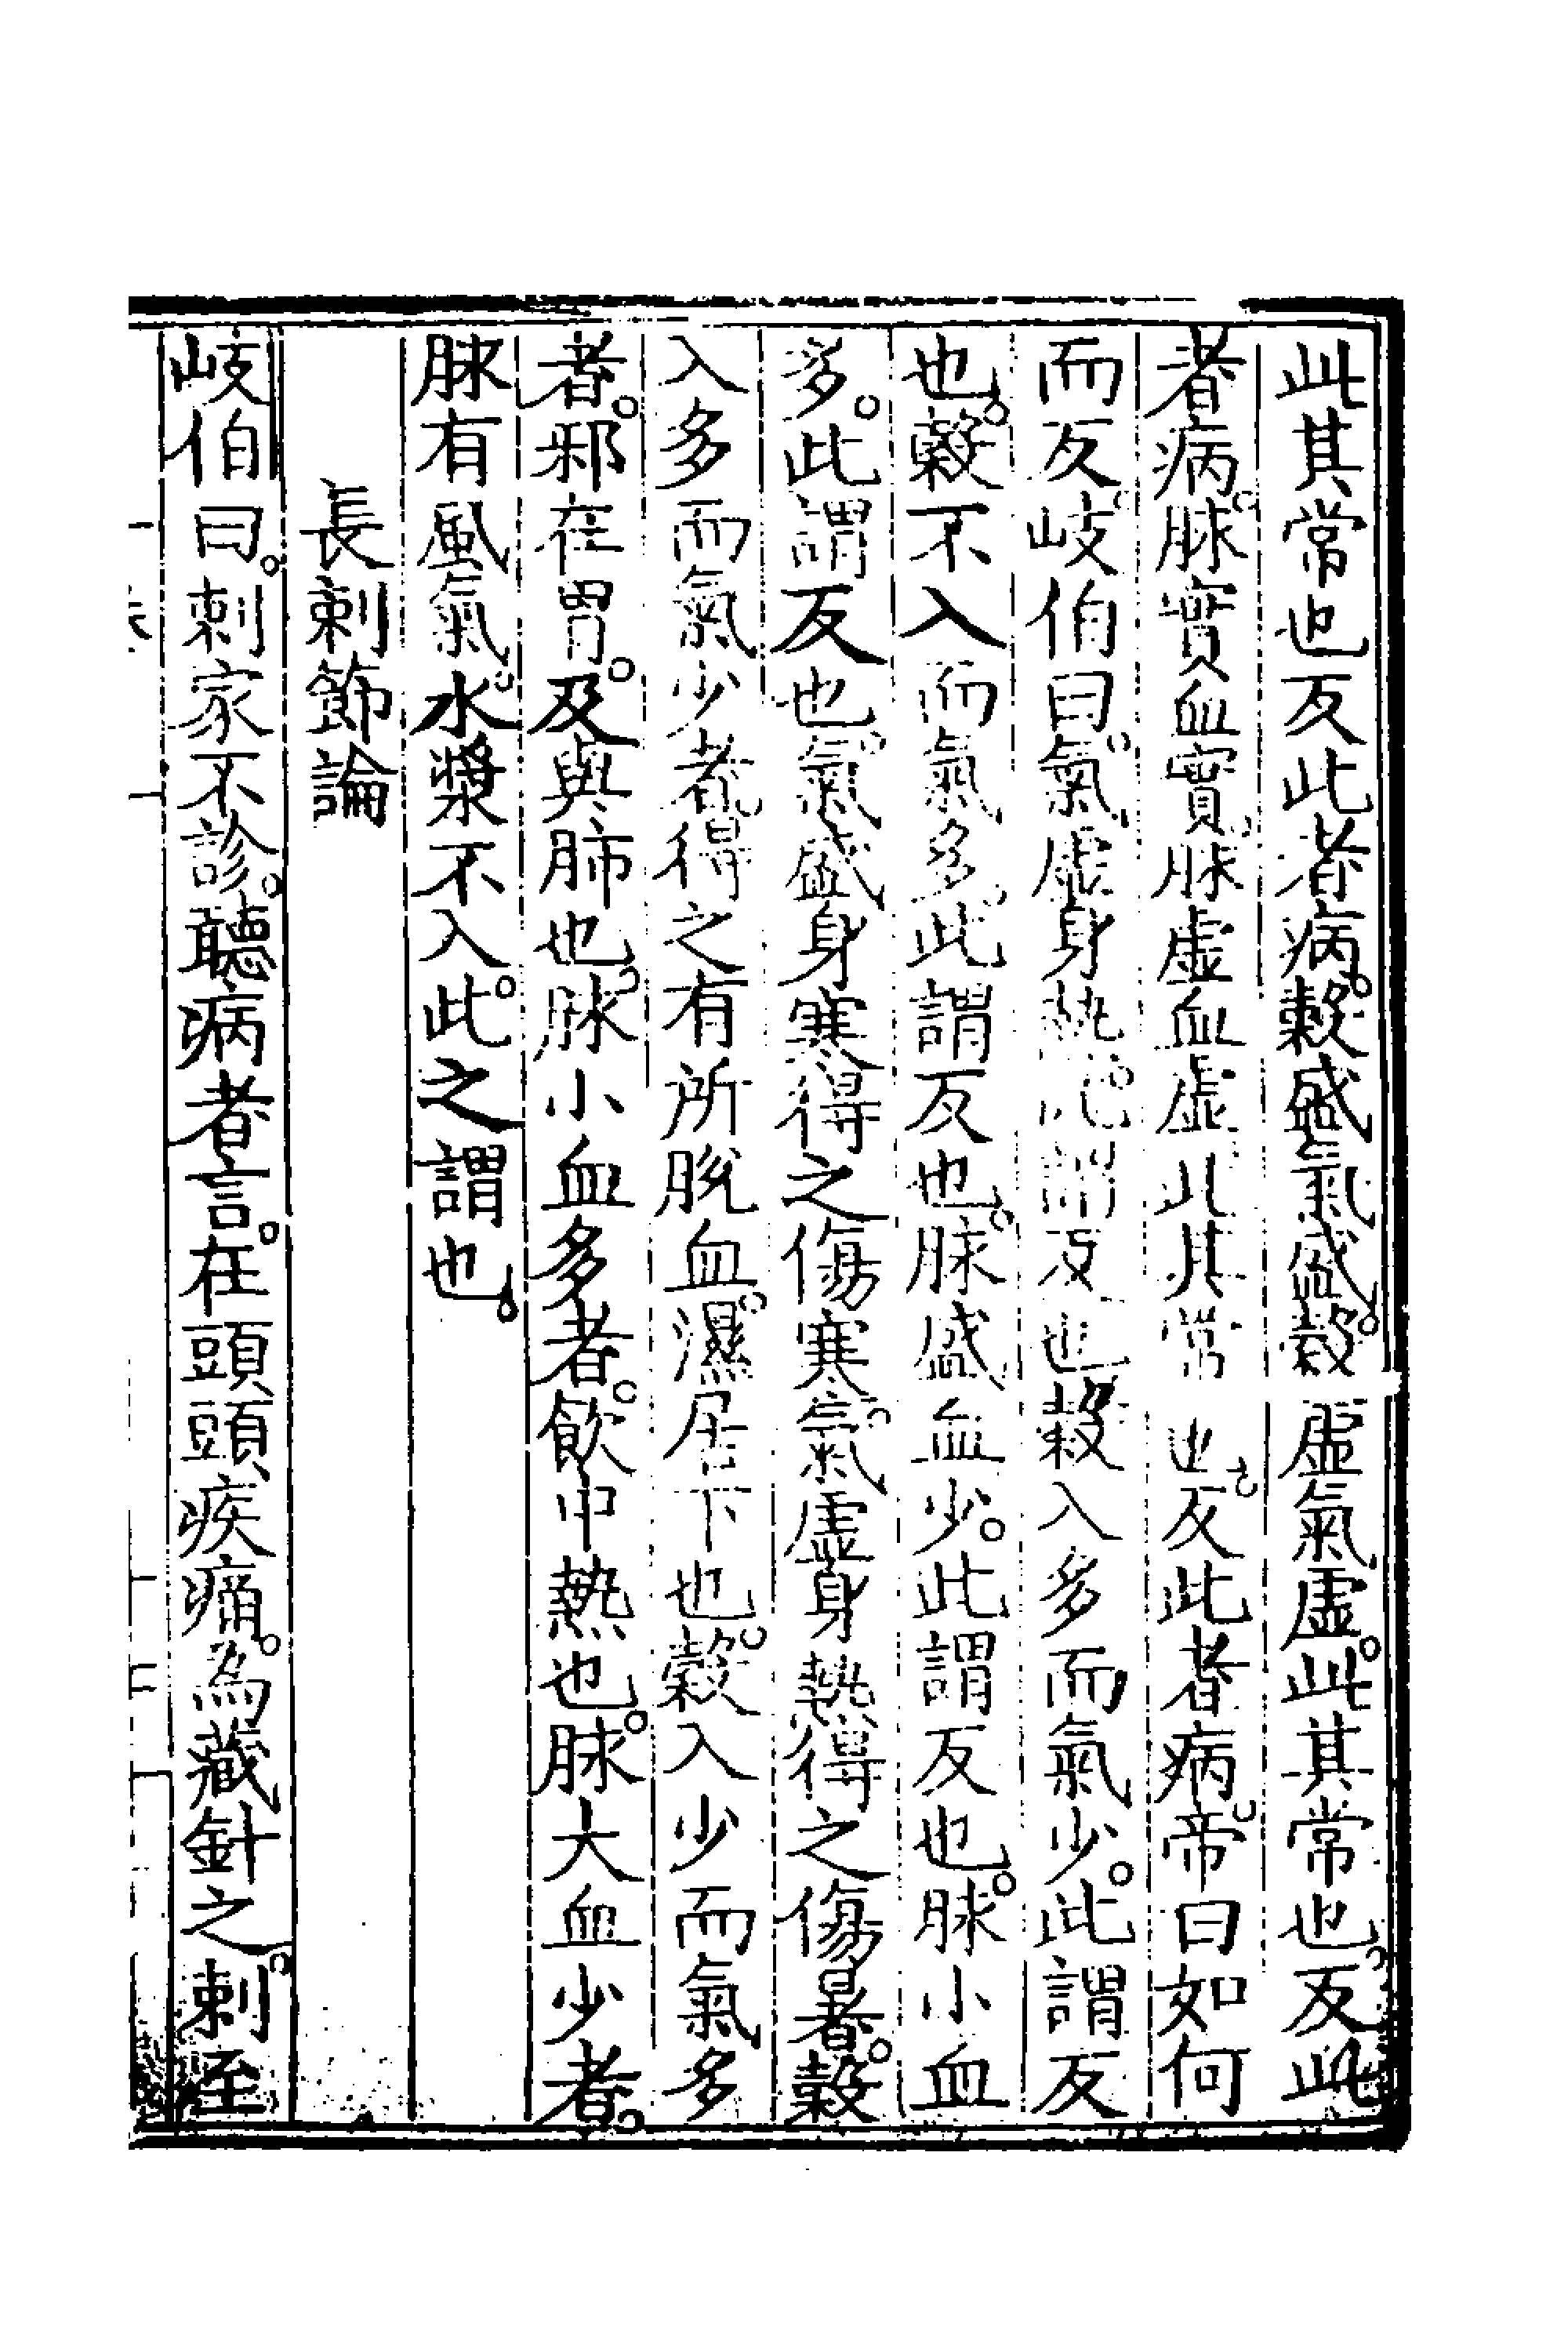 此其常也反此者病。穀盛氣盛。穀虛氣虛。此其常也。反此
者病。脉實血實。脉虛血虛此其常也。反此者病。帝曰如何
而反。岐伯曰。氣虛身熱。此謂反也穀入多而氣少。此謂反
也。穀不入而氣多。此謂反也。脉盛血少。此謂反也。脉小血
多。此謂反也。氣盛身寒得之傷寒。氣虛身熱得之傷暑。穀
入多而氣少者。得之有所脫血。濕居下也。穀入少而氣多
者。邪在胃。及與肺也。脉小血多者。飲中熱也。脉大血少者。
脉有風氣。水漿不入。此之謂也。
長刺節論
岐伯曰。刺家不診。聽病者言。在頭頭疾痛。為藏針之。刺至